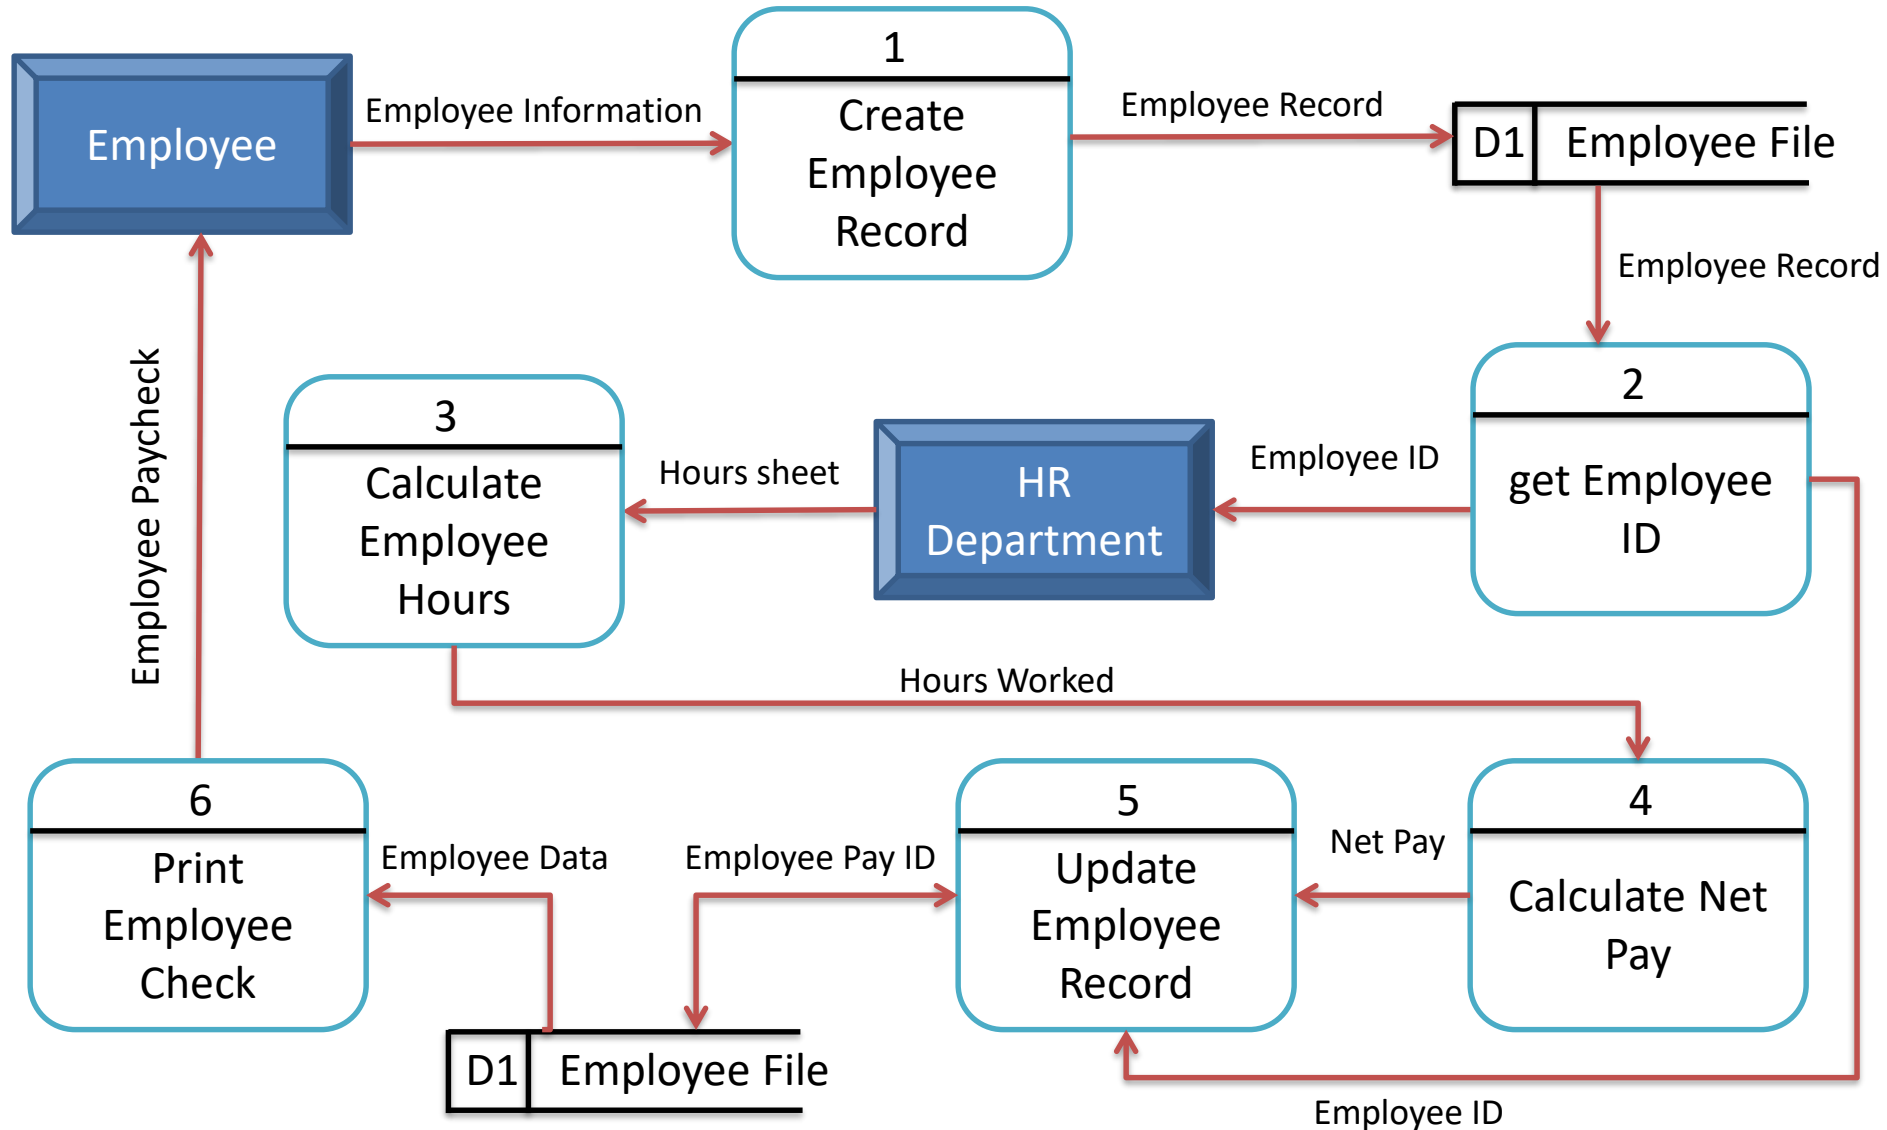 1
Employee Information
Employee Record
Employee
Create
Employee
Record
D1
Employee File
Employee Record
Employee Paycheck
3
Calculate
Employee
Hours
Hours sheet
HR
Department
Employee ID
2
get Employee
ID
Hours Worked
6
Print
Employee
Check
Employee Data
Employee Pay ID
5
Update
Employee
Record
Net Pay
4
Calculate Net
Pay
D1
Employee File
Employee ID